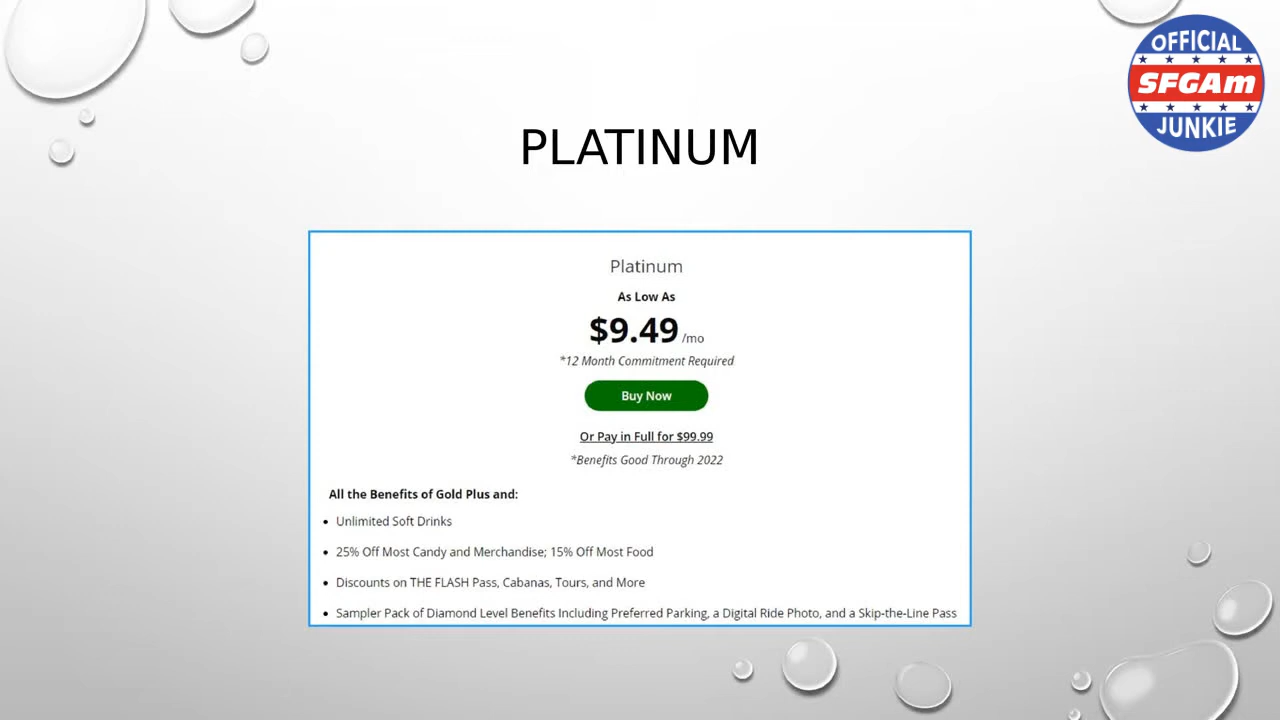 OFFICIAL
SFGAm
JUNKIE
PLATINUM
Platinum
As Low As
$9.49 /mo
*12 Month Commitment Required
Buy Now
Or Pay in Full for $99.99
*Benefits Good Through 2022
All the Benefits of Gold Plus and:
• Unlimited Soft Drinks
• 25% Off Most Candy and Merchandise; 15% Off Most Food
• Discounts on THE FLASH Pass, Cabanas, Tours, and More
• Sampler Pack of Diamond Level Benefits Including Preferred Parking, a Digital Ride Photo, and a Skip-the-Line Pass